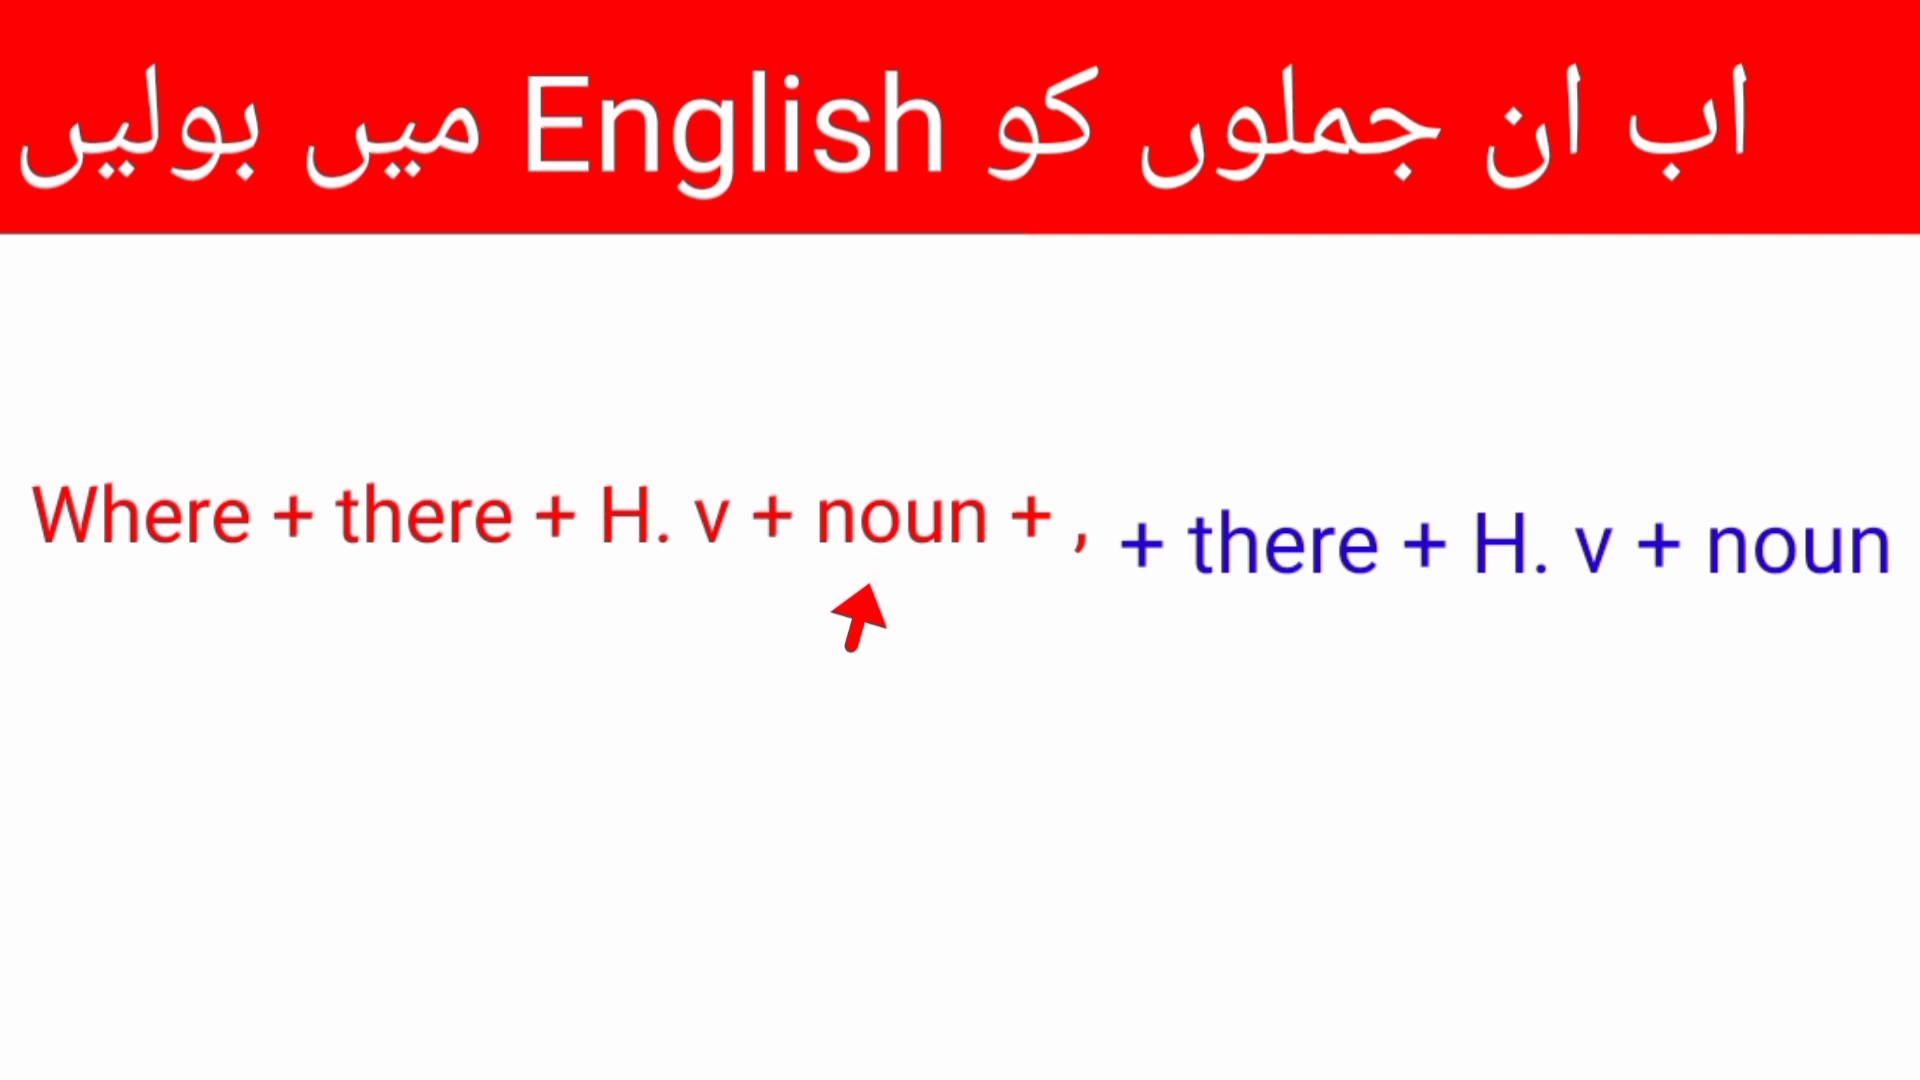 اب ان جملوں کو English میں بولیں
Where + there + H. v + noun + , + there + H. v + noun